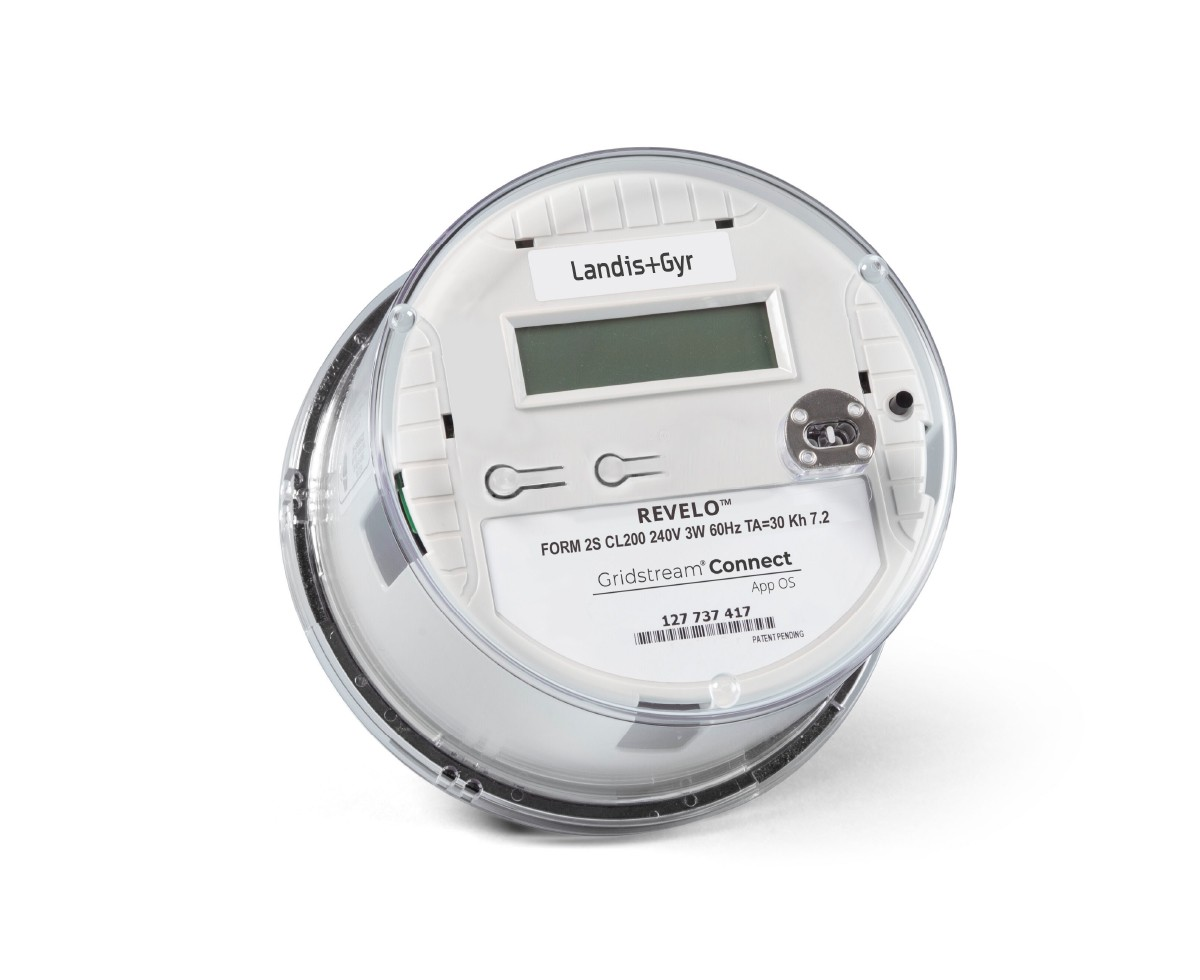 Landis+Gyr
REVELO™
FORM 2S CL200 240V 3W 60Hz TA=30 Kh 7.2
Gridstream® Connect
App OS
127 737 417
PATENT PENDING